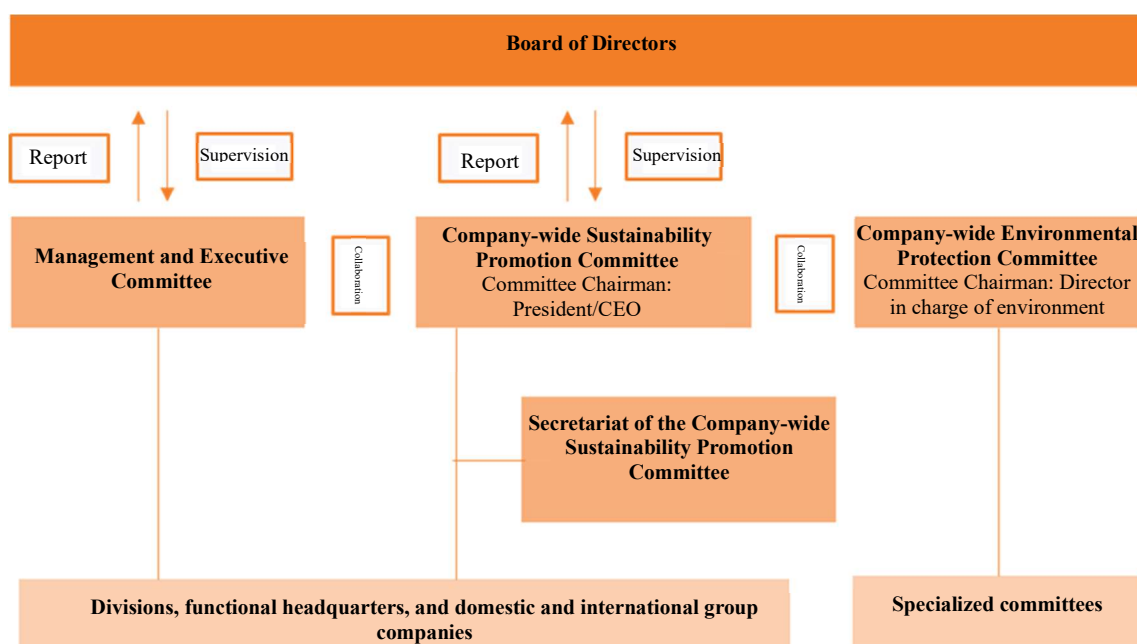 Board of Directors
Report
Supervision
Report
Supervision
Management and Executive
Committee
Collaboration
Company-wide Sustainability
Promotion Committee
Committee Chairman:
President/CEO
Collaboration
Company-wide Environmental
Protection Committee
Committee Chairman: Director
in charge of environment
Secretariat of the Company-wide
Sustainability Promotion
Committee
Divisions, functional headquarters, and domestic and international group
companies
Specialized committees